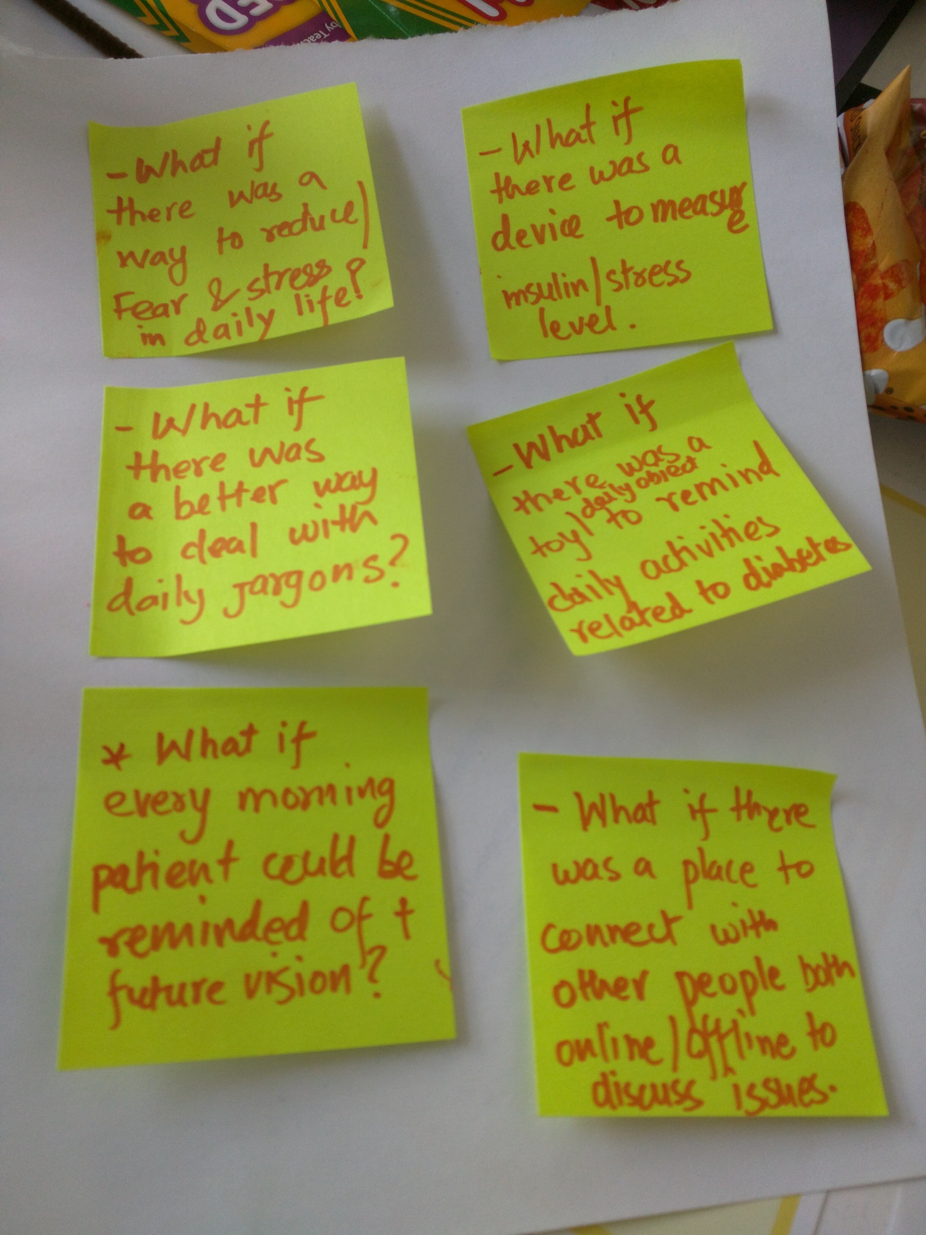 - What if
there was a
way to reduce/
Fear & stress ?
in daily life?
- What if
there was a
device to measure
insulin/stress
level.
- What if
there was
a better way
to deal with
daily jargons?
- What if
there was a
daily object
toy/ to remind
daily activities
related to diabetes
* What if
every morning
patient could be
reminded of t
future vision?
- What if there
was a place to
connect with
other people both
online/offline to
discuss issues.